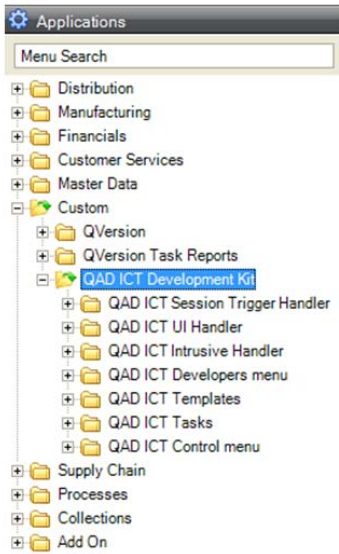 Applications
Menu Search
Distribution
Manufacturing
Financials
Customer Services
Master Data
Custom
QVersion
QVersion Task Reports
QAD ICT Development Kit
QAD ICT Session Trigger Handler
QAD ICT UI Handler
QAD ICT Intrusive Handler
QAD ICT Developers menu
QAD ICT Templates
QAD ICT Tasks
QAD ICT Control menu
Supply Chain
Processes
Collections
Add On